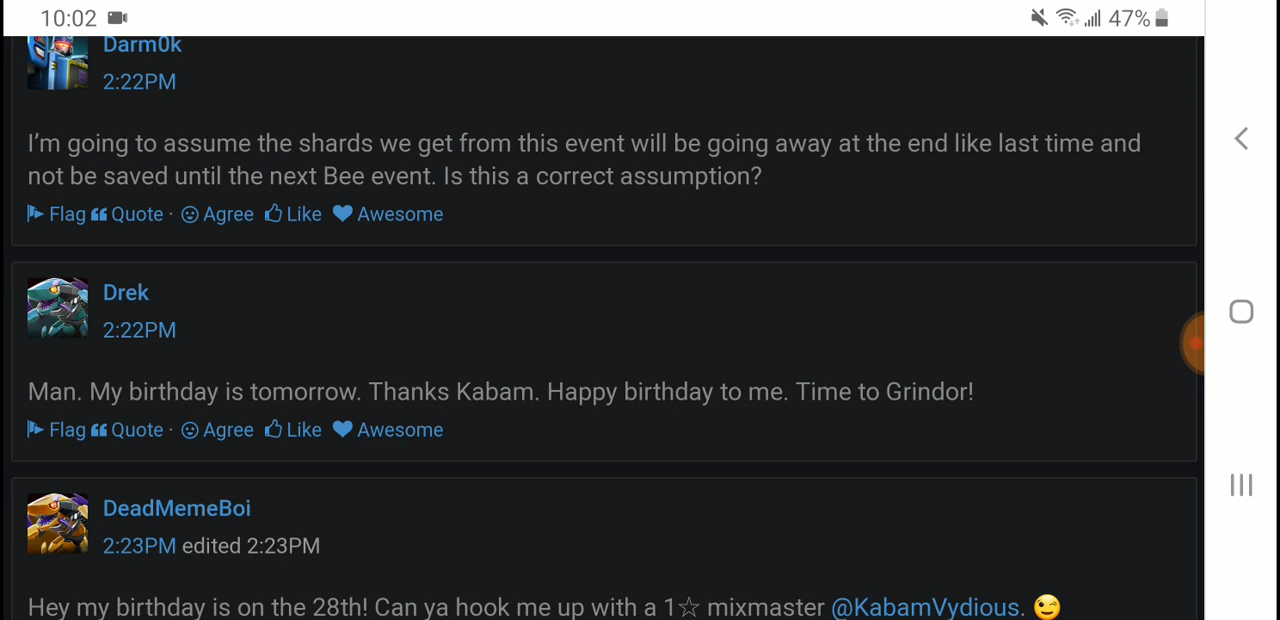 10:02 47%
Darm0k
2:22PM
I’m going to assume the shards we get from this event will be going away at the end like last time and
not be saved until the next Bee event. Is this a correct assumption?
Flag Quote · Agree Like Awesome
Drek
2:22PM
Man. My birthday is tomorrow. Thanks Kabam. Happy birthday to me. Time to Grindor!
Flag Quote · Agree Like Awesome
DeadMemeBoi
2:23PM edited 2:23PM
Hey my birthday is on the 28th! Can ya hook me up with a 1☆ mixmaster @KabamVydious. 😉